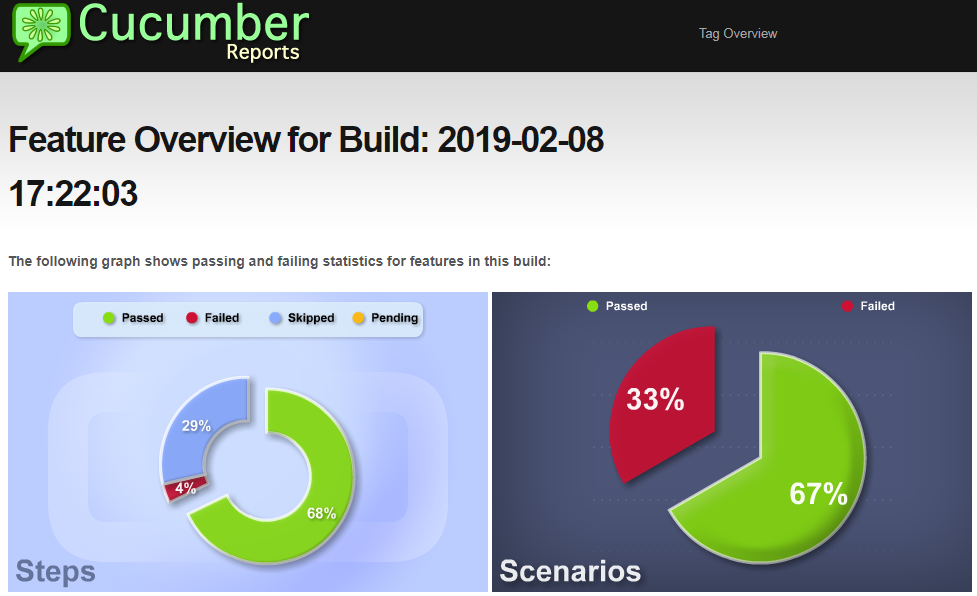 Cucumber
Reports
Tag Overview
Feature Overview for Build: 2019-02-08
17:22:03
The following graph shows passing and failing statistics for features in this build:
Passed Failed Skipped Pending
29%
4%
68%
Steps
Passed Failed
33%
67%
Scenarios